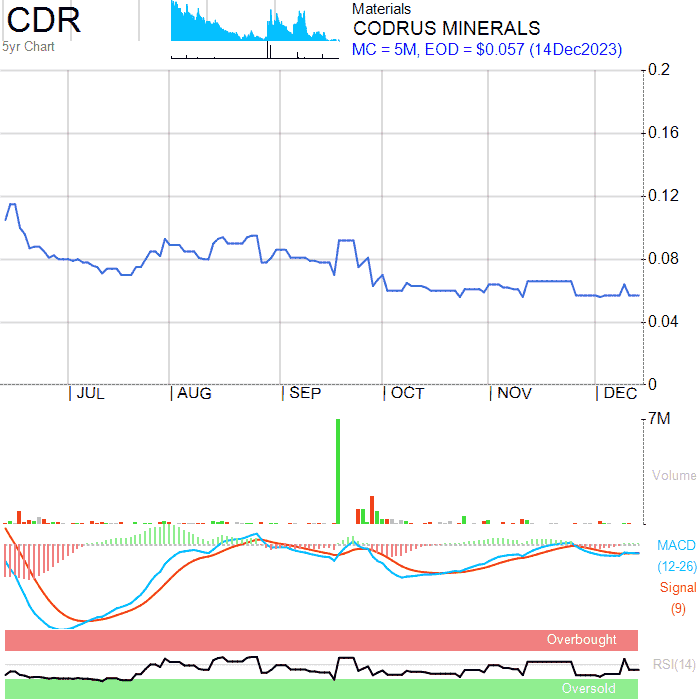 CDR
5yr Chart
Materials
CODRUS MINERALS
MC = 5M, EOD = $0.057 (14Dec2023)
0.2
0.16
0.12
0.08
0.04
0
JUL AUG SEP OCT NOV DEC
7M
Volume
MACD
(12-26)
Signal
(9)
Overbought
RSI(14)
Oversold